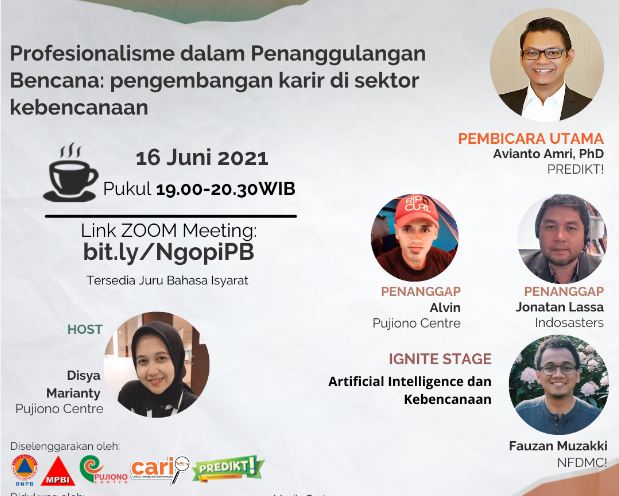 Profesionalisme dalam Penanggulangan
Bencana: pengembangan karir di sektor
kebencanaan
16 Juni 2021
Pukul 19.00-20.30WIB
Link ZOOM Meeting:
bit.ly/NgopiPB
Tersedia Juru Bahasa Isyarat
PEMBICARA UTAMA
Avianto Amri, PhD
PREDIKT!
RIP
CURL
PENANGGAP
Alvin
Pujiono Centre
PENANGGAP
Jonatan Lassa
Indosasters
HOST
Disya
Marianty
Pujiono Centre
IGNITE STAGE
Artificial Intelligence dan
Kebencanaan
Fauzan Muzakki
NFDMC!
Diselenggarakan oleh:
BNPB
MPBI
PUJIONO
Centre
cari
PREDIKT!